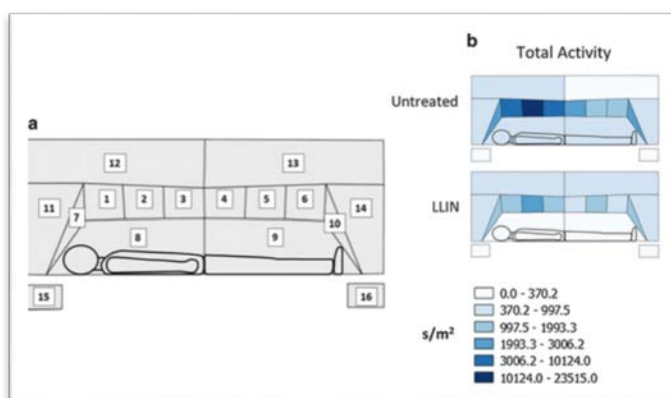 b
Total Activity
Untreated
a
12
13
1
2
3
4
5
6
11
7
14
10
8
9
15
16
LLIN
s/m²
0.0 - 370.2
370.2 - 997.5
997.5 - 1993.3
1993.3 - 3006.2
3006.2 - 10124.0
10124.0 - 23515.0